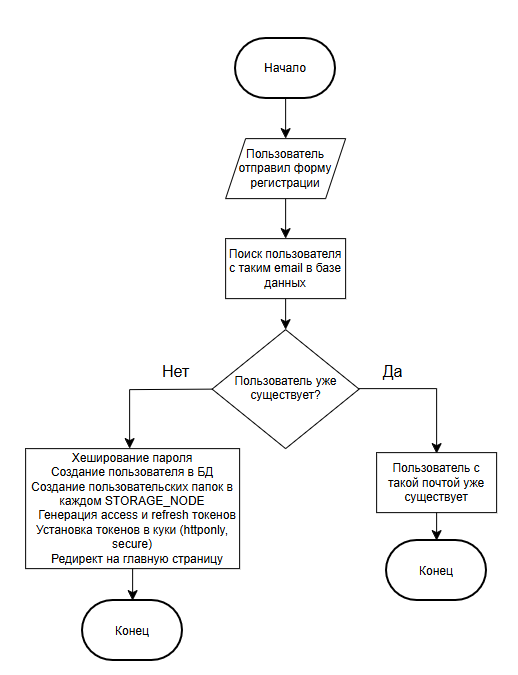 Начало
Пользователь
отправил форму
регистрации
Поиск пользователя
с таким email в базе
данных
Нет
Да
Пользователь уже
существует?
Хеширование пароля
Создание пользователя в БД
Создание пользовательских папок в
каждом STORAGE_NODE
Генерация access и refresh токенов
Установка токенов в куки (httponly,
secure)
Редирект на главную страницу
Пользователь с
такой почтой уже
существует
Конец
Конец